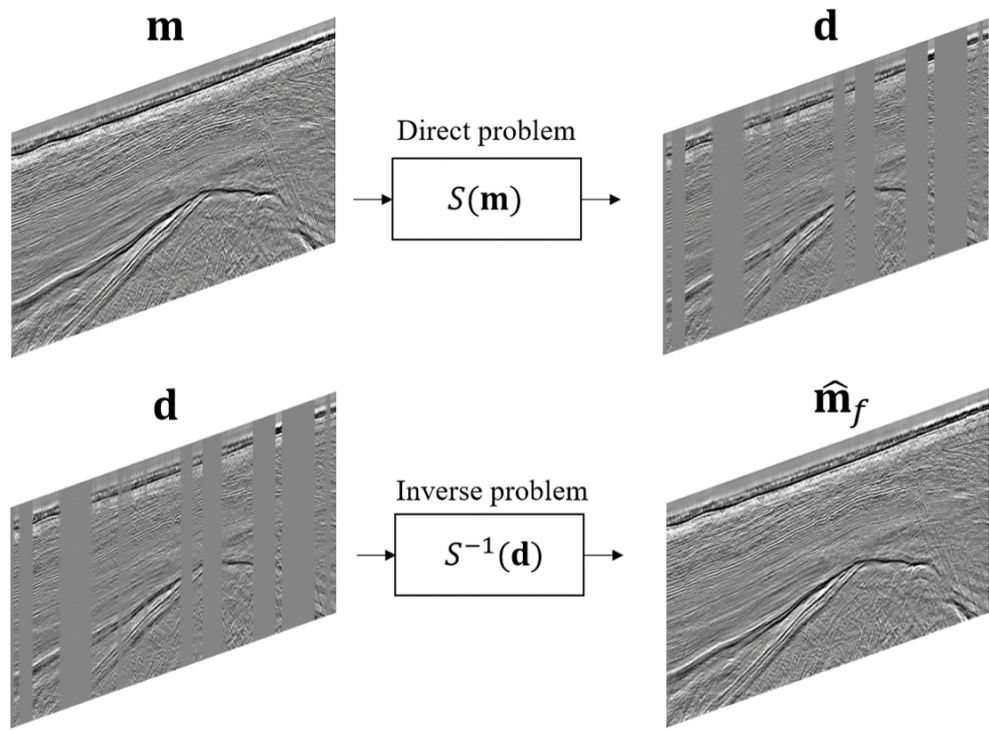 m
d
Direct problem
S(m)
d
m̂_f
Inverse problem
S⁻¹(d)